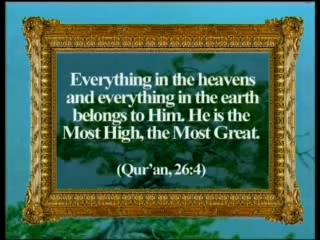 Everything in the heavens
and everything in the earth
belongs to Him. He is the
Most High, the Most Great.
(Qur'an, 26:4)